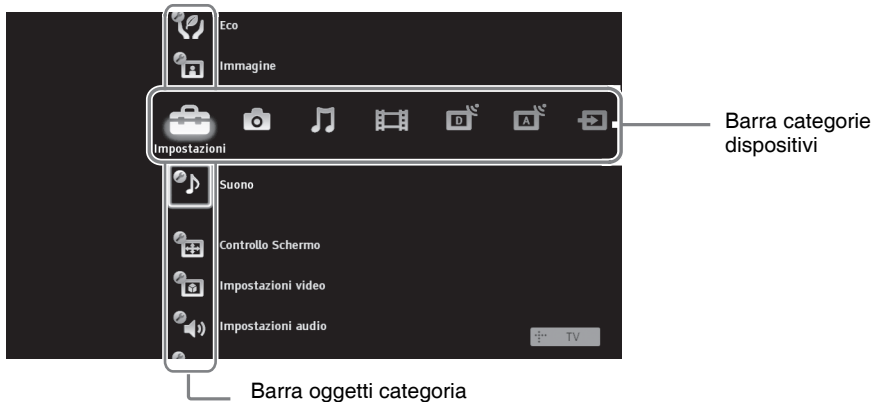 Eco
Immagine
D
A
Impostazioni
Barra categorie
dispositivi
Suono
Controllo Schermo
Impostazioni video
Impostazioni audio
TV
Barra oggetti categoria